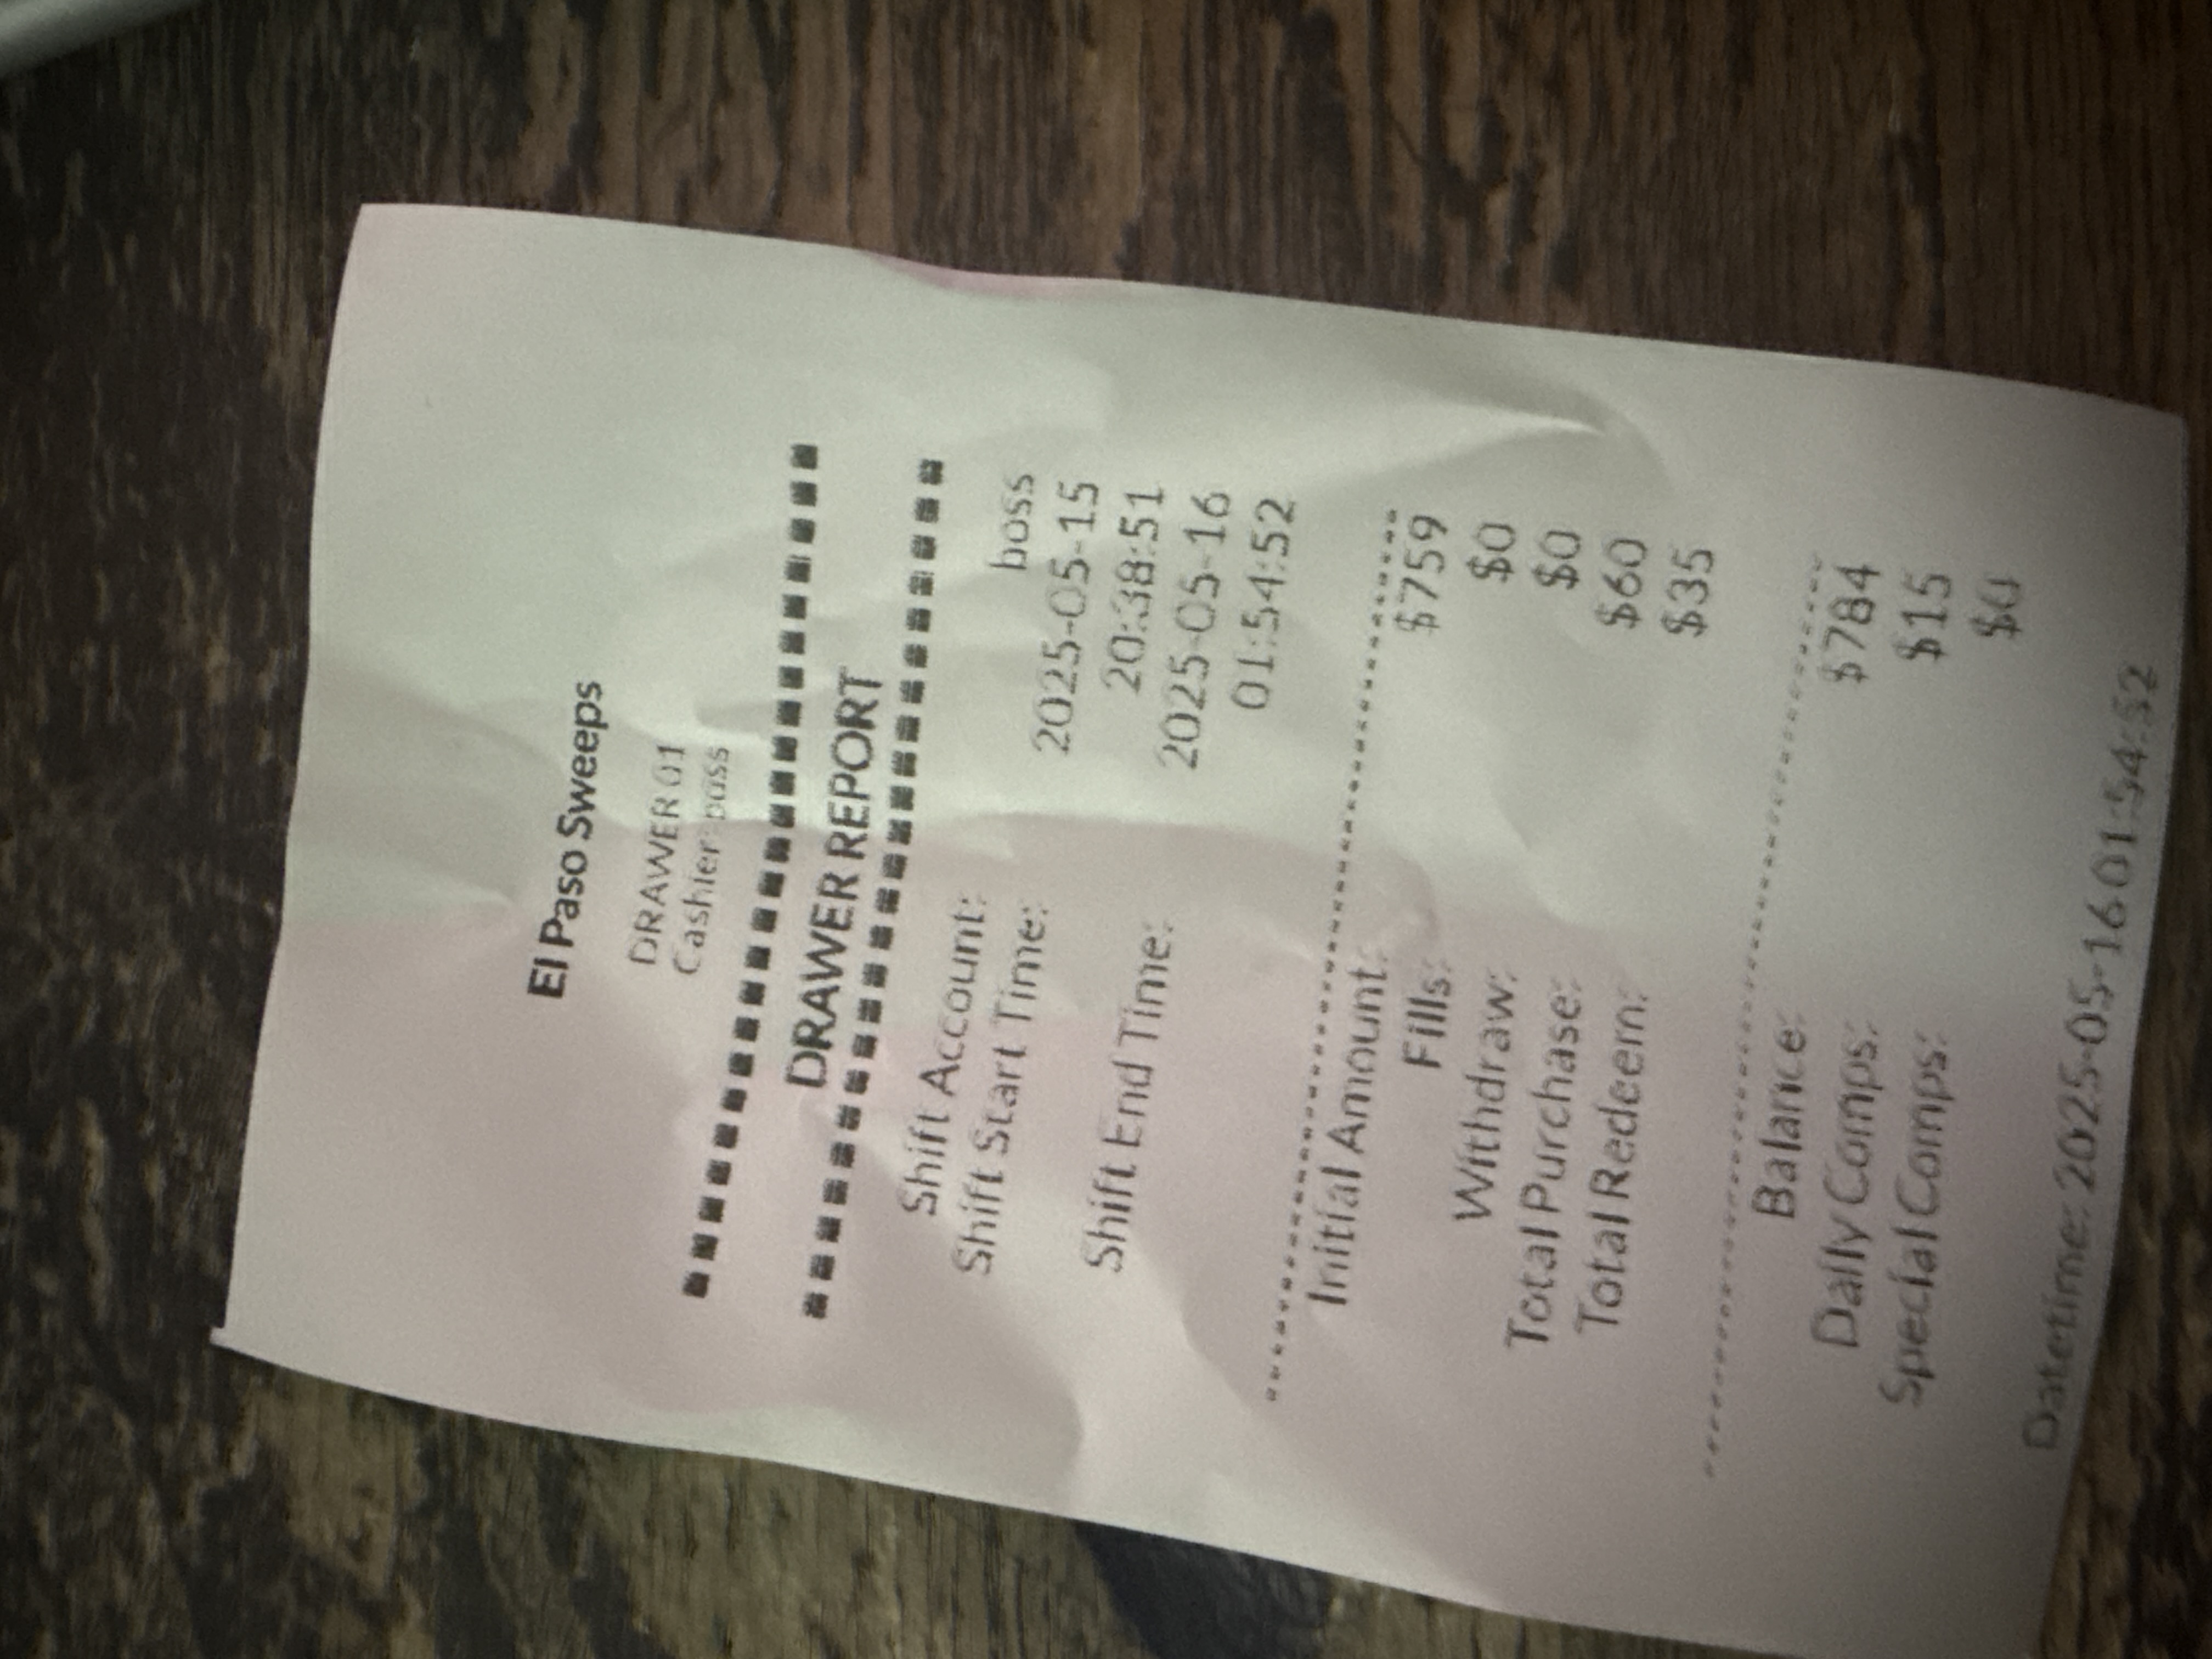 El Paso Sweeps
DRAWER 01
Cashier:
DRAWER REPORT
Shift Account: boss
Shift Start Time: 2025-05-15
20:38:51
Shift End Time: 2025-05-16
01:54:52
Initial Amount: $759
Fills: $0
Withdraw: $0
Total Purchase: $60
Total Redeem: $35
Balance: $784
Daily Comps: $15
Special Comps: $0
Datetime: 2025-05-16 01:54:52